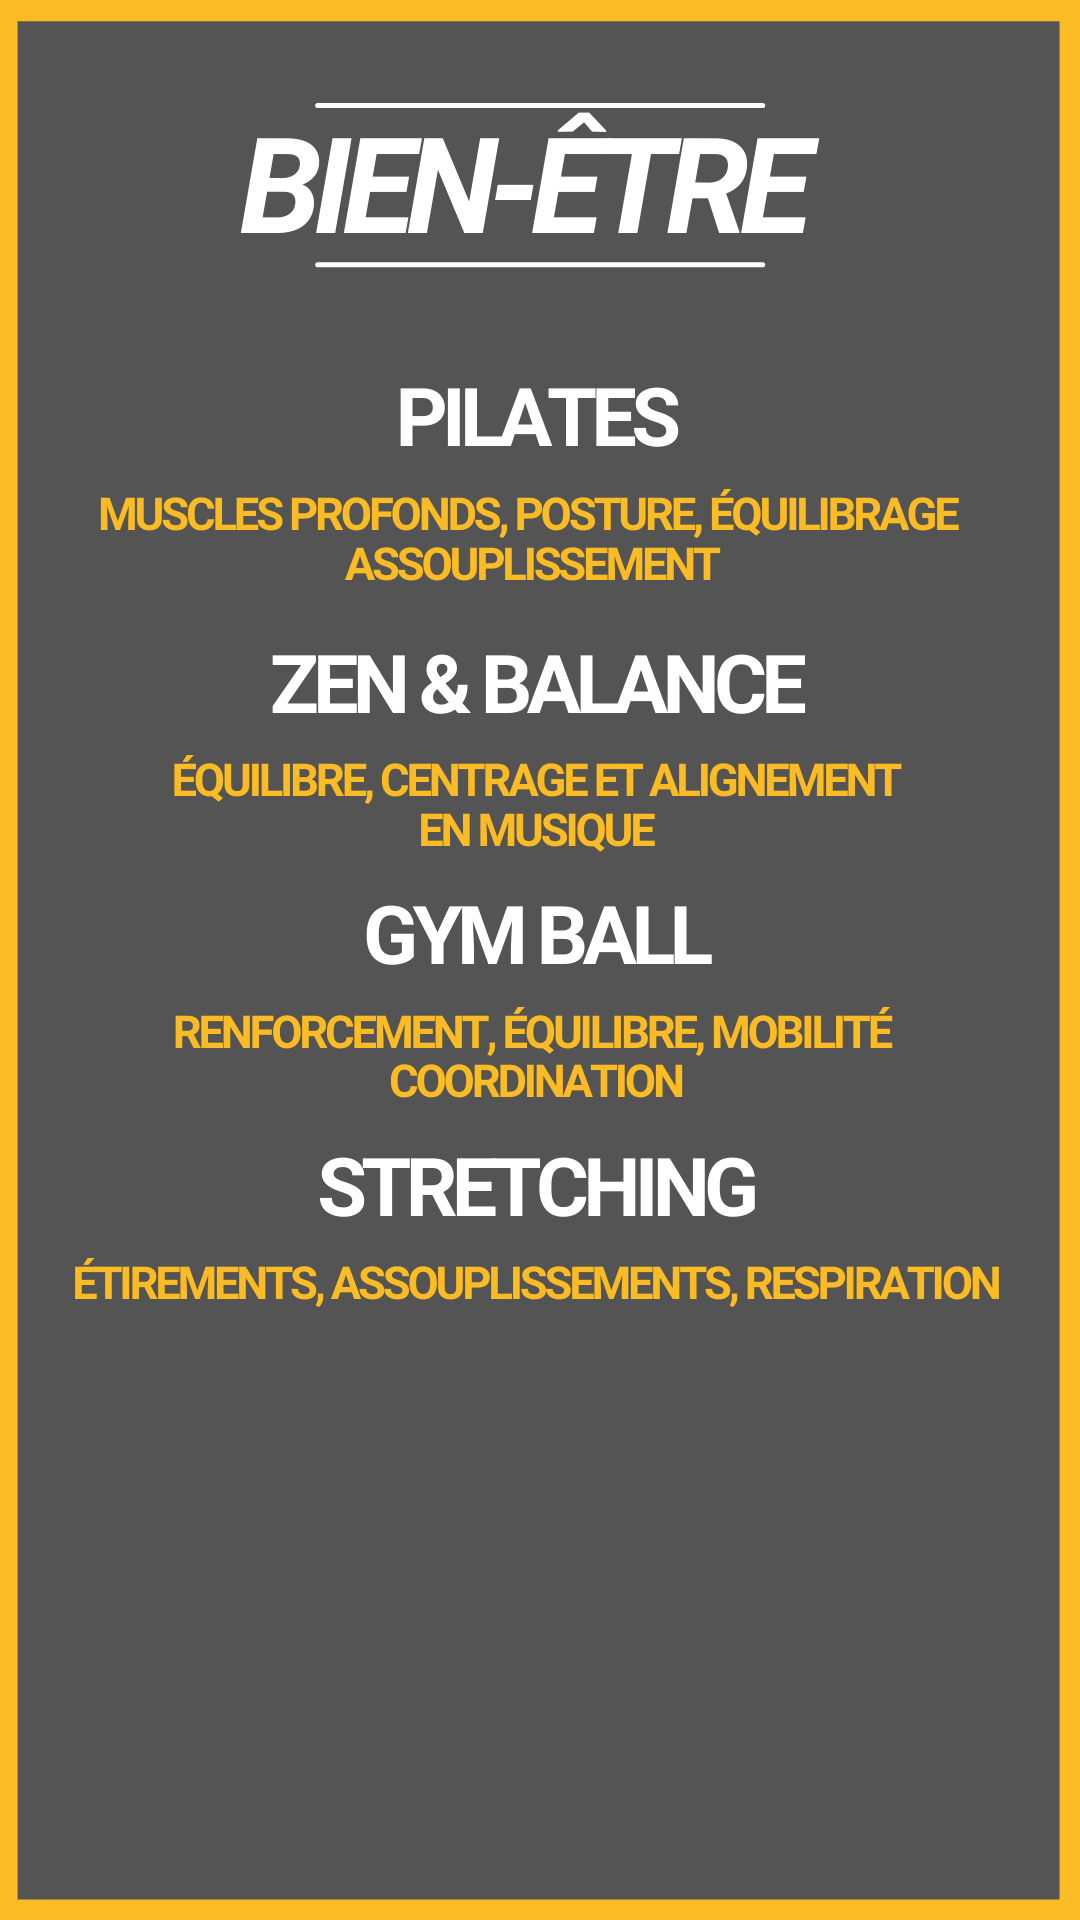 BIEN-ÊTRE
PILATES
MUSCLES PROFONDS, POSTURE, ÉQUILIBRAGE
ASSOUPLISSEMENT
ZEN & BALANCE
ÉQUILIBRE, CENTRAGE ET ALIGNEMENT
EN MUSIQUE
GYM BALL
RENFORCEMENT, ÉQUILIBRE, MOBILITÉ
COORDINATION
STRETCHING
ÉTIREMENTS, ASSOUPLISSEMENTS, RESPIRATION